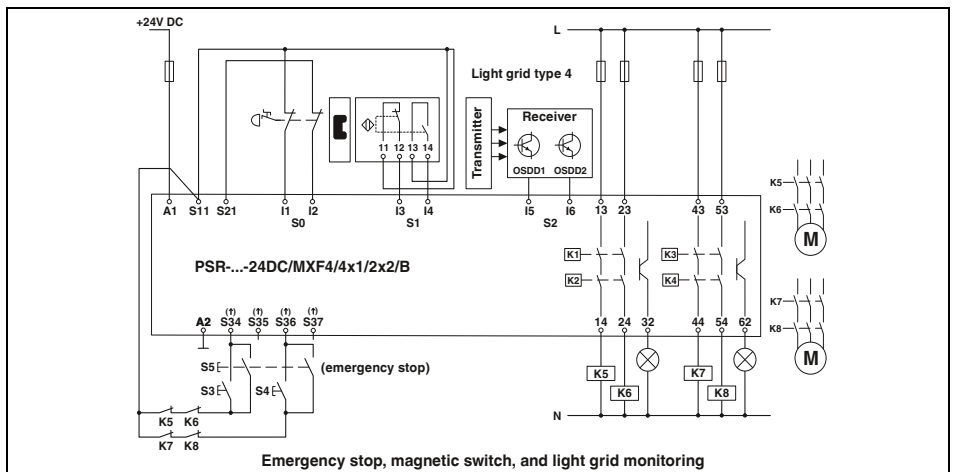 +24V DC
L
Light grid type 4
Transmitter
Receiver
11 12 13 14
OSDD1 OSDD2
K5
K6
M
A1 S11 S21 I1 I2 I3 I4 I5 I6 13 23 43 53
S0 S1 S2
K1 K3
K2 K4
PSR-...-24DC/MXF4/4x1/2x2/B
K7
K8
M
(†) (†) (†) (†)
A2 S34 S35 S36 S37 14 24 32 44 54 62
S5 (emergency stop)
S3 S4
K5 K7
K6 K8
K5 K6
N
K7 K8
Emergency stop, magnetic switch, and light grid monitoring